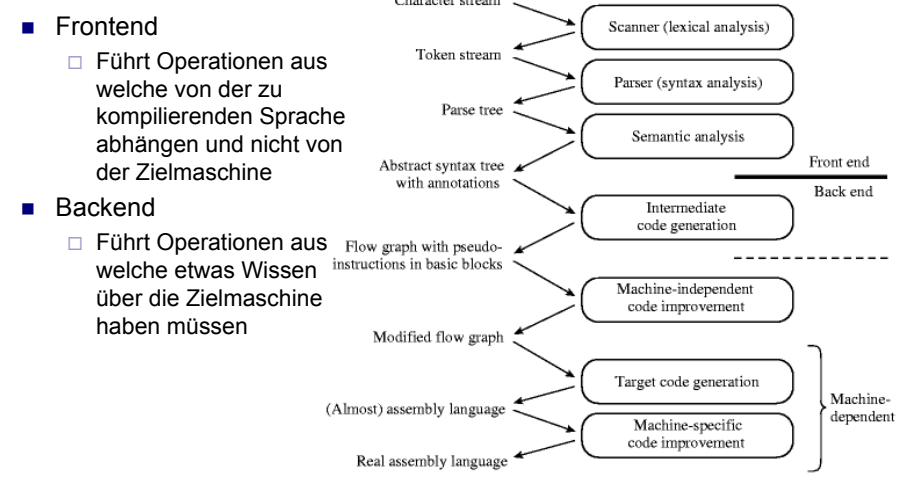 Frontend
Führt Operationen aus
welche von der zu
kompilierenden Sprache
abhängen und nicht von
der Zielmaschine
Backend
Führt Operationen aus
welche etwas Wissen
über die Zielmaschine
haben müssen
Character stream
Scanner (lexical analysis)
Token stream
Parser (syntax analysis)
Parse tree
Semantic analysis
Abstract syntax tree
with annotations
Front end
Back end
Intermediate
code generation
Flow graph with pseudo-
instructions in basic blocks
Machine-independent
code improvement
Modified flow graph
Target code generation
(Almost) assembly language
Machine-
dependent
Machine-specific
code improvement
Real assembly language